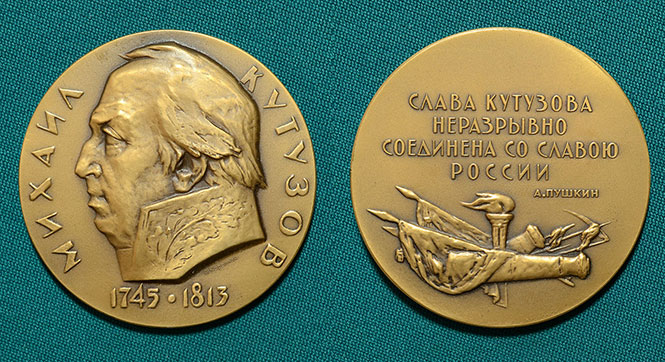 МИХАИЛ КУТУЗОВ
1745 · 1813
СЛАВА КУТУЗОВА
НЕРАЗРЫВНО
СОЕДИНЕНА СО СЛАВОЮ
РОССИИ
А.ПУШКИН